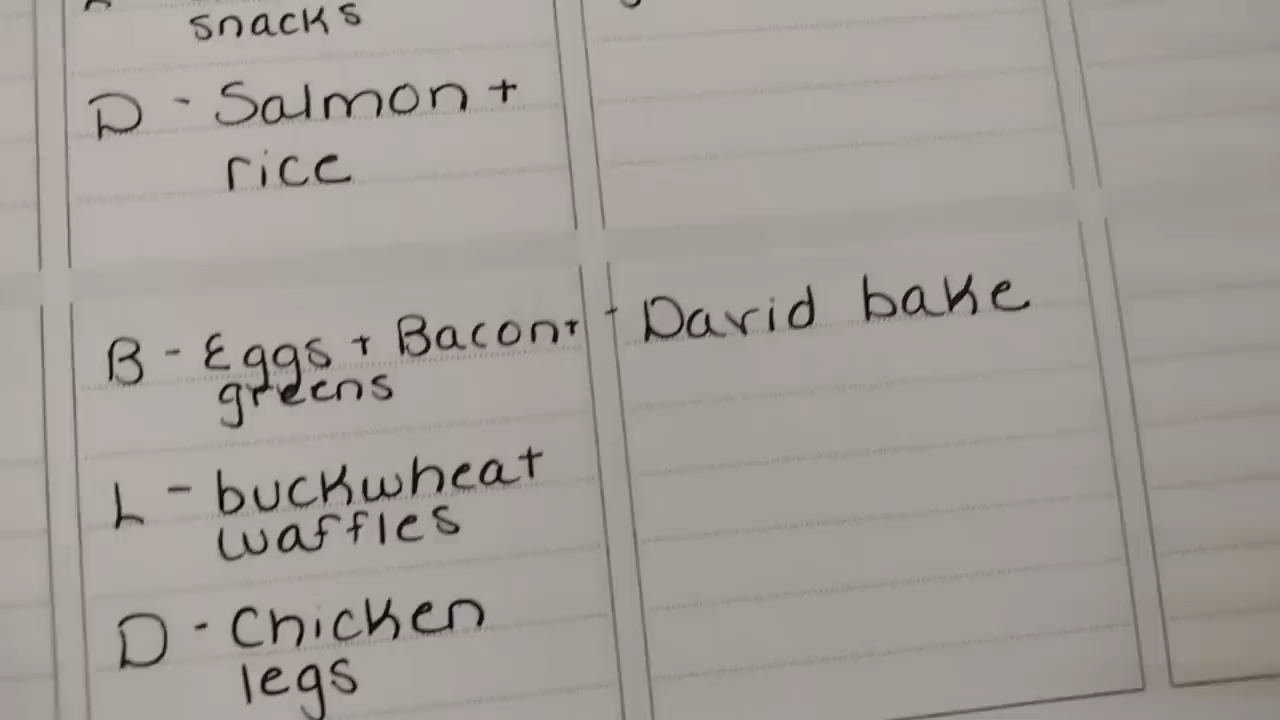 snacks
D - Salmon +
rice
B - Eggs + Bacon +
greens
L - buckwheat
waffles
D - Chicken
legs
- David bake